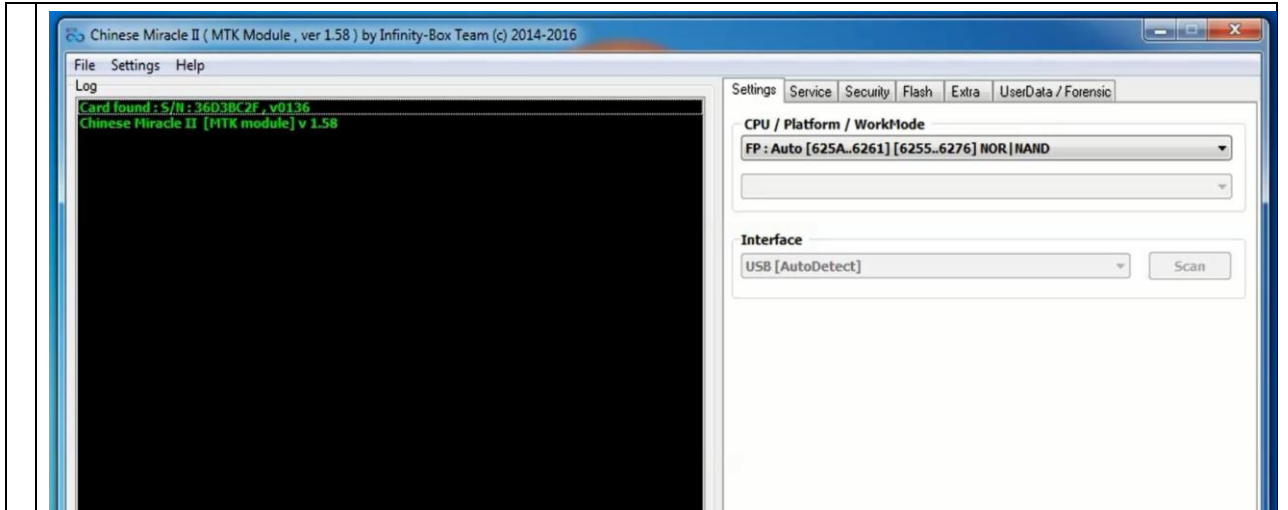 Chinese Miracle II ( MTK Module , ver 1.58 ) by Infinity-Box Team (c) 2014-2016
File Settings Help
Log
Card found : S/N : 36D3BC2F , v0136
Chinese Miracle II [MTK module] v 1.58
Settings Service Security Flash Extra UserData / Forensic
CPU / Platform / WorkMode
FP : Auto [625A..6261] [6255..6276] NOR|NAND
Interface
USB [AutoDetect]
Scan